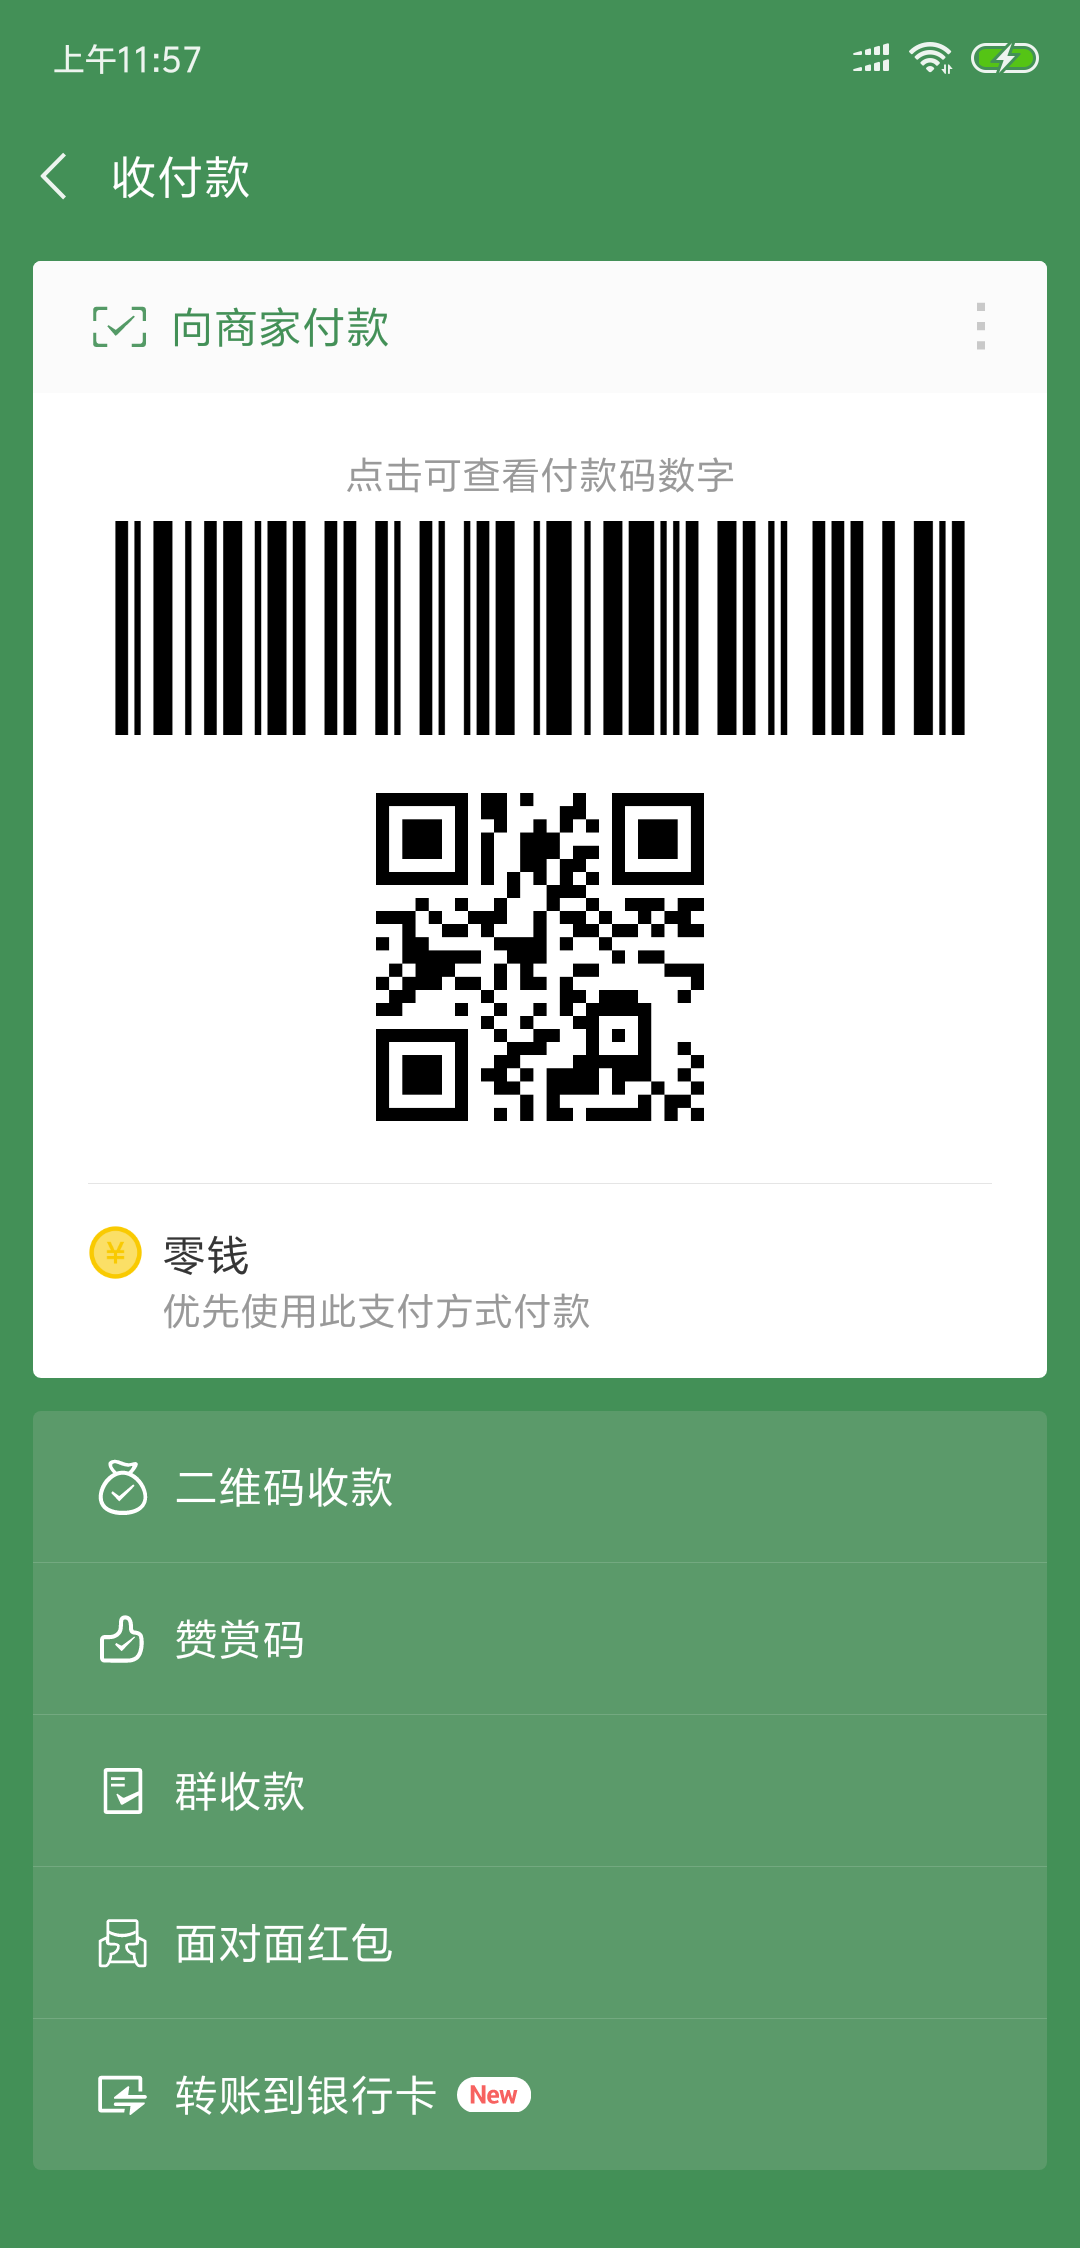 上午11:57
收付款
向商家付款
点击可查看付款码数字
¥
零钱
优先使用此支付方式付款
二维码收款
赞赏码
群收款
面对面红包
转账到银行卡 New